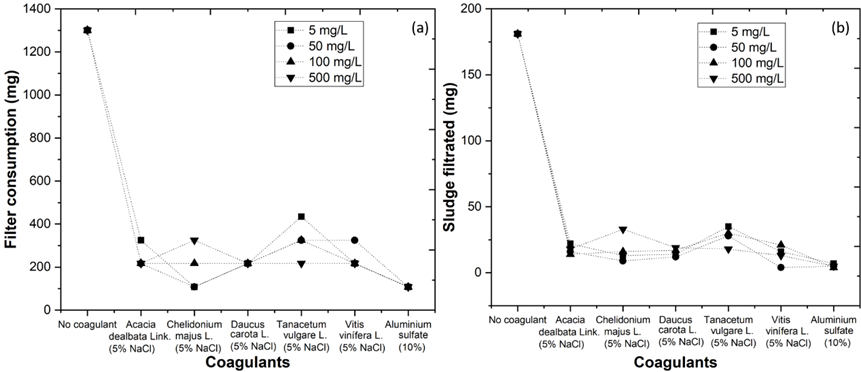 (a)
5 mg/L
50 mg/L
100 mg/L
500 mg/L
Filter consumption (mg)
1400
1200
1000
800
600
400
200
0
No coagulant
Acacia
dealbata Link.
(5% NaCl)
Chelidonium
majus L.
(5% NaCl)
Daucus
carota L.
(5% NaCl)
Tanacetum
vulgare L.
(5% NaCl)
Vitis
vinífera L.
(5% NaCl)
Aluminium
sulfate
(10%)
Coagulants
(b)
5 mg/L
50 mg/L
100 mg/L
500 mg/L
Sludge filtrated (mg)
200
150
100
50
0
No coagulant
Acacia
dealbata Link.
(5% NaCl)
Chelidonium
majus L.
(5% NaCl)
Daucus
carota L.
(5% NaCl)
Tanacetum
vulgare L.
(5% NaCl)
Vitis
vinífera L.
(5% NaCl)
Aluminium
sulfate
(10%)
Coagulants